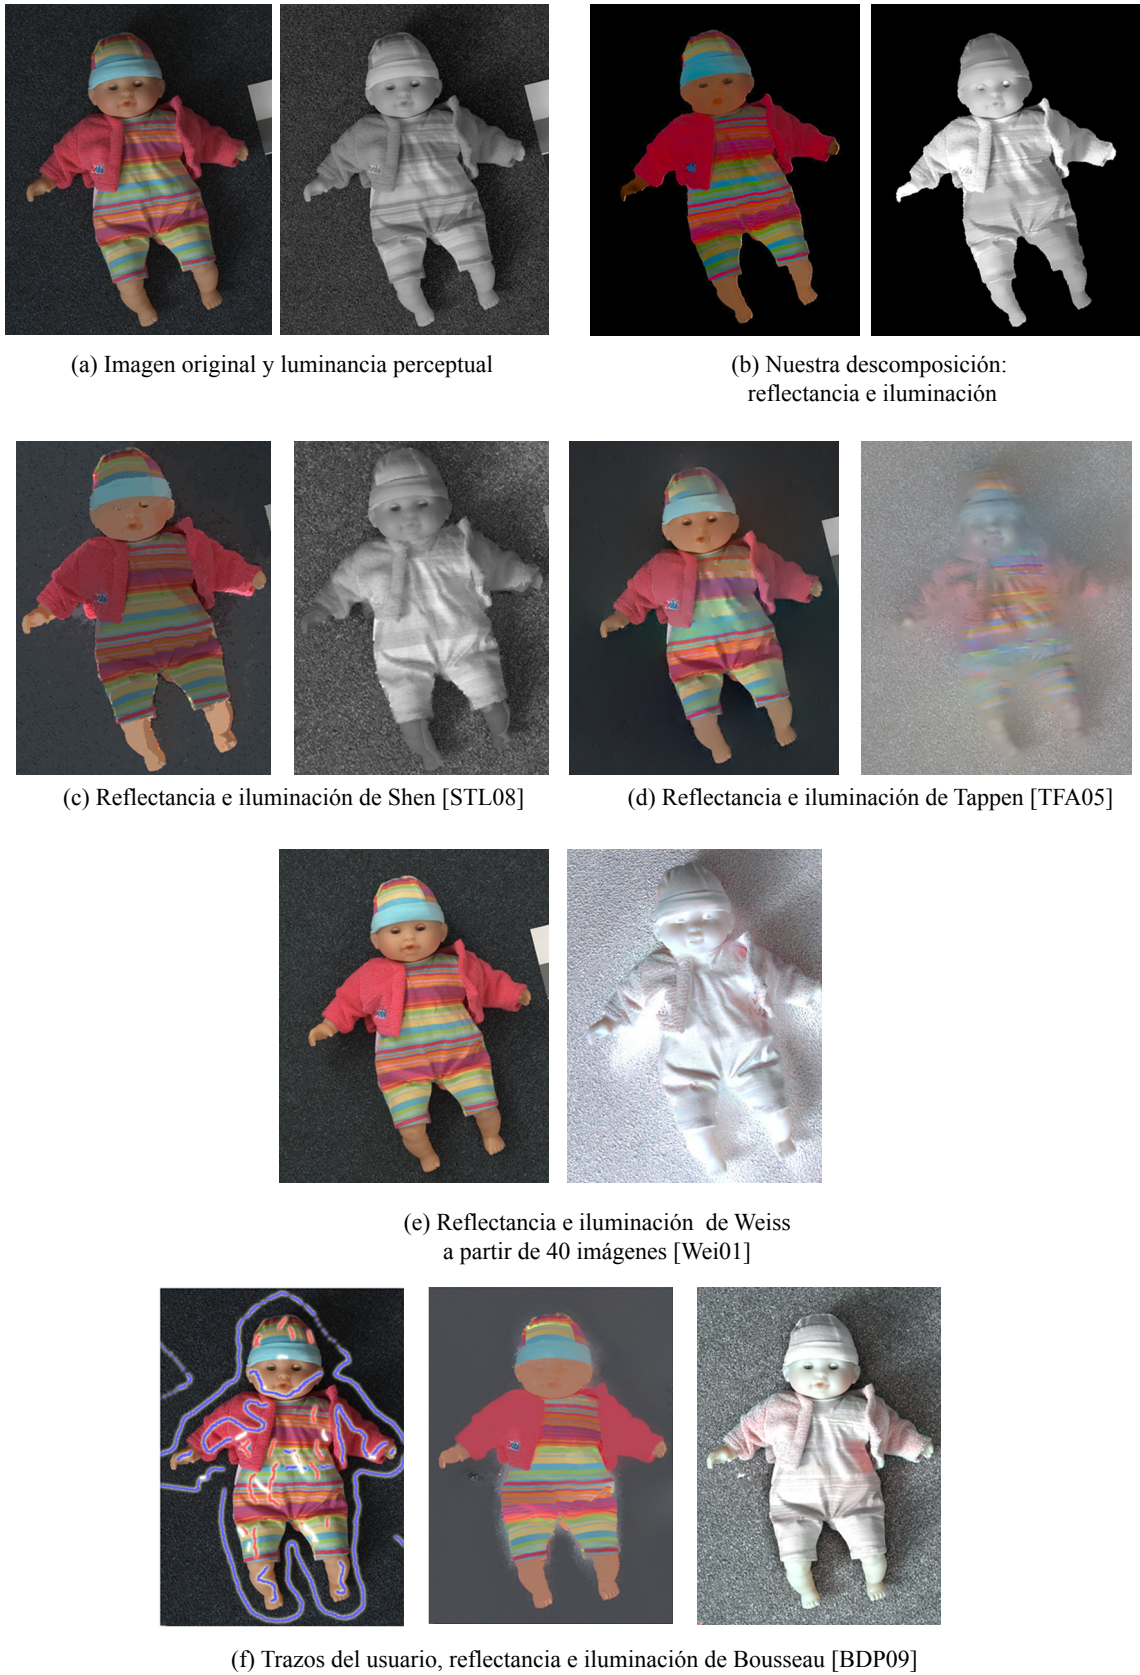 (a) Imagen original y luminancia perceptual
(b) Nuestra descomposición:
reflectancia e iluminación
(c) Reflectancia e iluminación de Shen [STL08]
(d) Reflectancia e iluminación de Tappen [TFA05]
(e) Reflectancia e iluminación de Weiss
a partir de 40 imágenes [Wei01]
(f) Trazos del usuario, reflectancia e iluminación de Bousseau [BDP09]